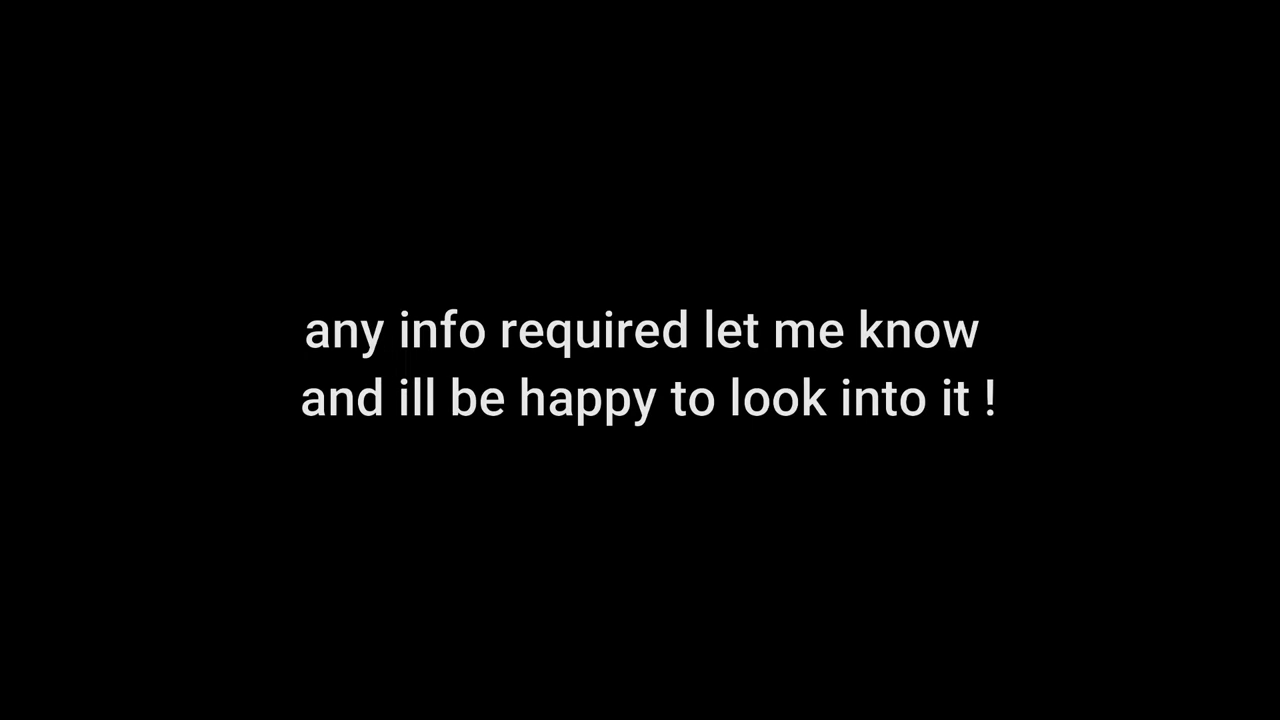 any info required let me know
and ill be happy to look into it !